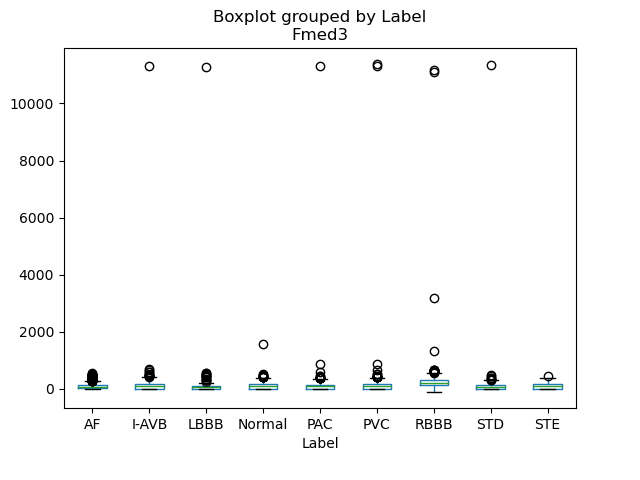 Boxplot grouped by Label
Fmed3
10000
8000
6000
4000
2000
0
AF I-AVB LBBB Normal PAC PVC RBBB STD STE
Label